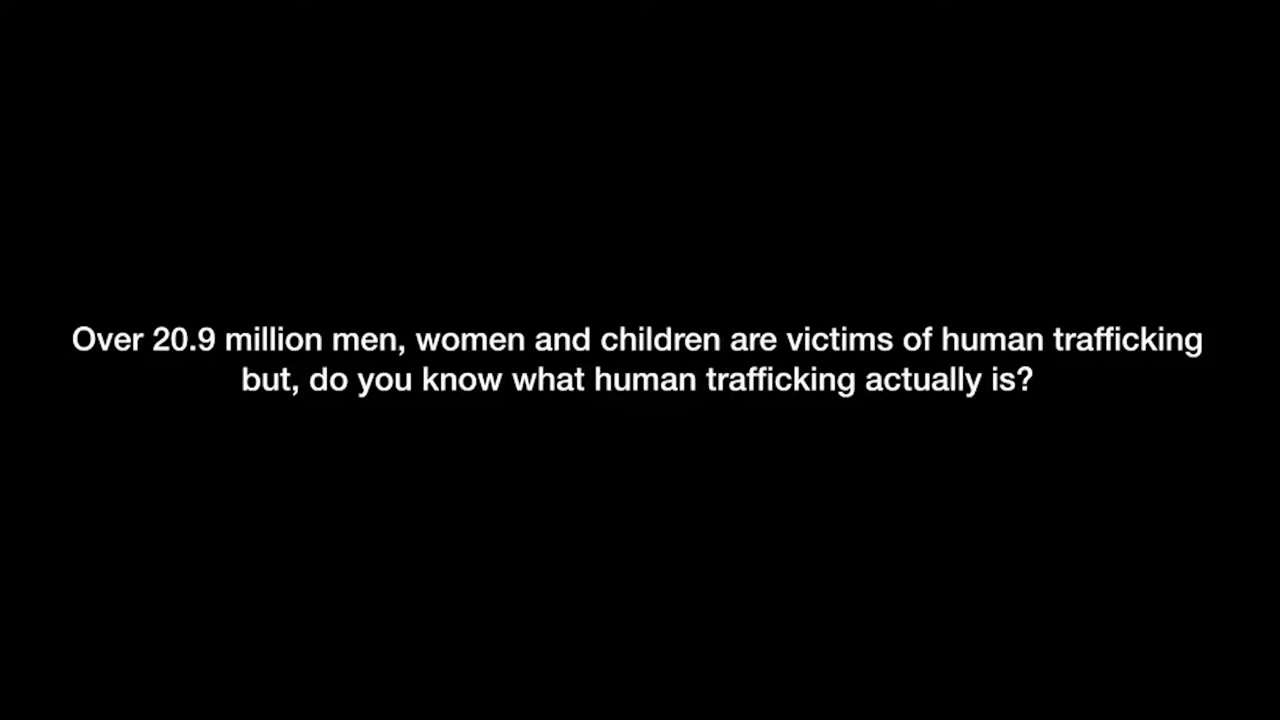 Over 20.9 million men, women and children are victims of human trafficking
but, do you know what human trafficking actually is?